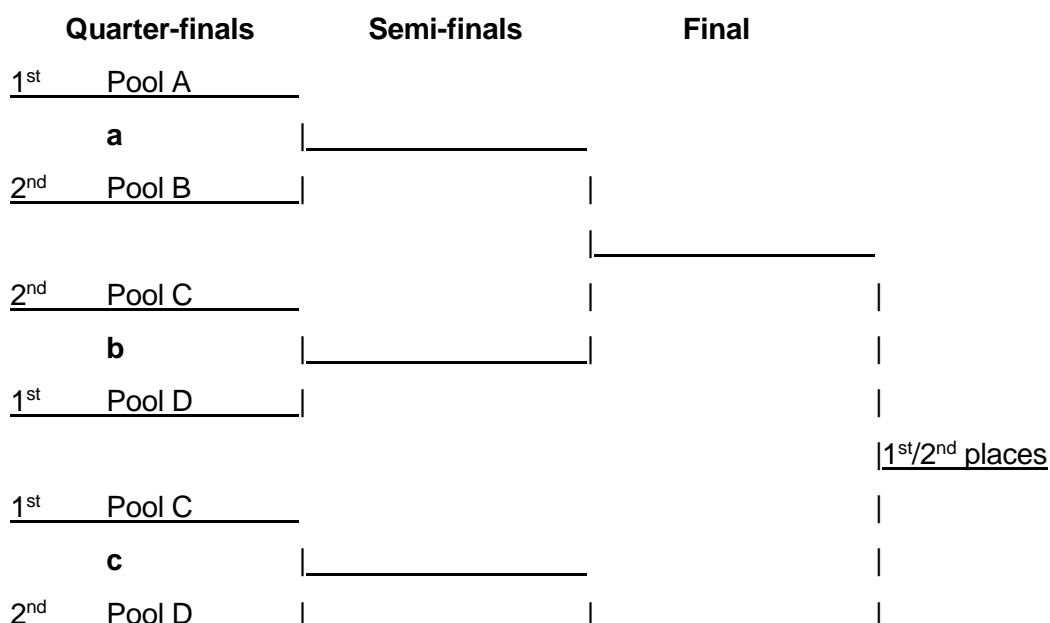 Quarter-finals Semi-finals Final
1st Pool A
a
2nd Pool B
2nd Pool C
b
1st Pool D
1st/2nd places
1st Pool C
c
2nd Pool D